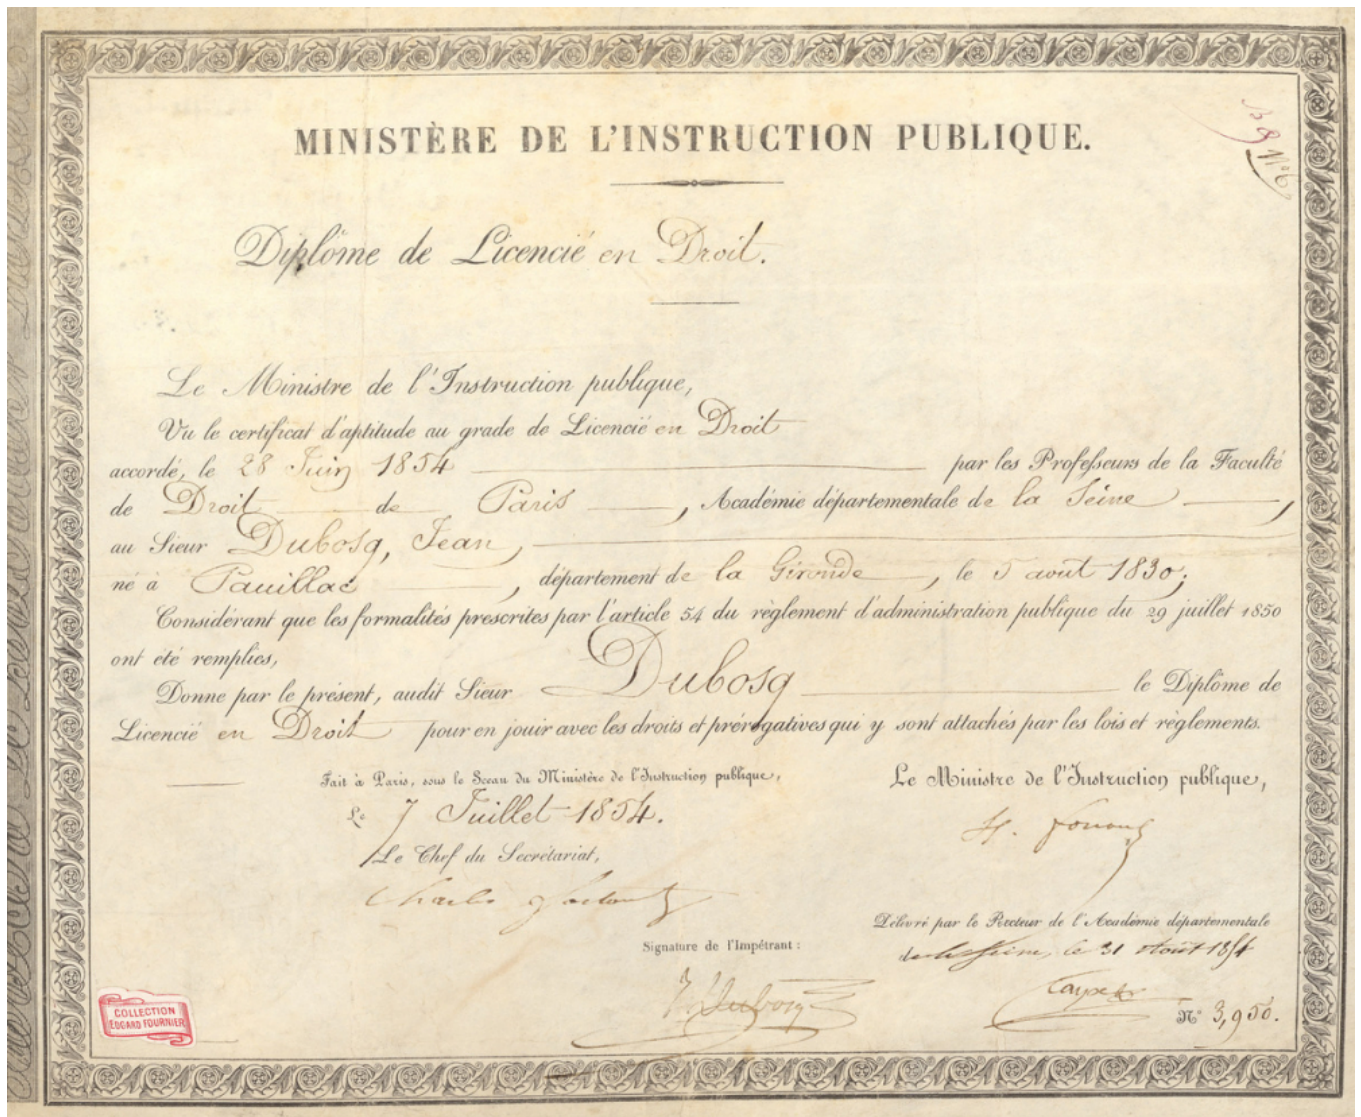 MINISTÈRE DE L'INSTRUCTION PUBLIQUE.
Diplôme de Licencié en Droit.
Le Ministre de l'Instruction publique,
Vu le certificat d'aptitude au grade de Licencié en Droit
accordé, le 28 Juin 1854 par les Professeurs de la Faculté
de Droit de Paris, Académie départementale de la Seine,
au Sieur Dubosq, Jean,
né à Pauillac, département de la Gironde, le 5 août 1830;
Considérant que les formalités prescrites par l'article 54 du règlement d'administration publique du 29 juillet 1850
ont été remplies,
Donne par le présent, audit Sieur Dubosq le Diplôme de
Licencié en Droit pour en jouir avec les droits et prérogatives qui y sont attachés par les lois et règlements.
Fait à Paris, sous le Sceau du Ministère de l'Instruction publique,
Le 7 Juillet 1854.
Le Chef du Secrétariat,
Charles
Le Ministre de l'Instruction publique,
H. Fortoul
Délivré par le Recteur de l'Académie départementale
de la Seine, le 31 Août 1854
Signature de l'Impétrant :
J. Dubosq
N° 3,950.
COLLECTION
EDGARD FOURNIER